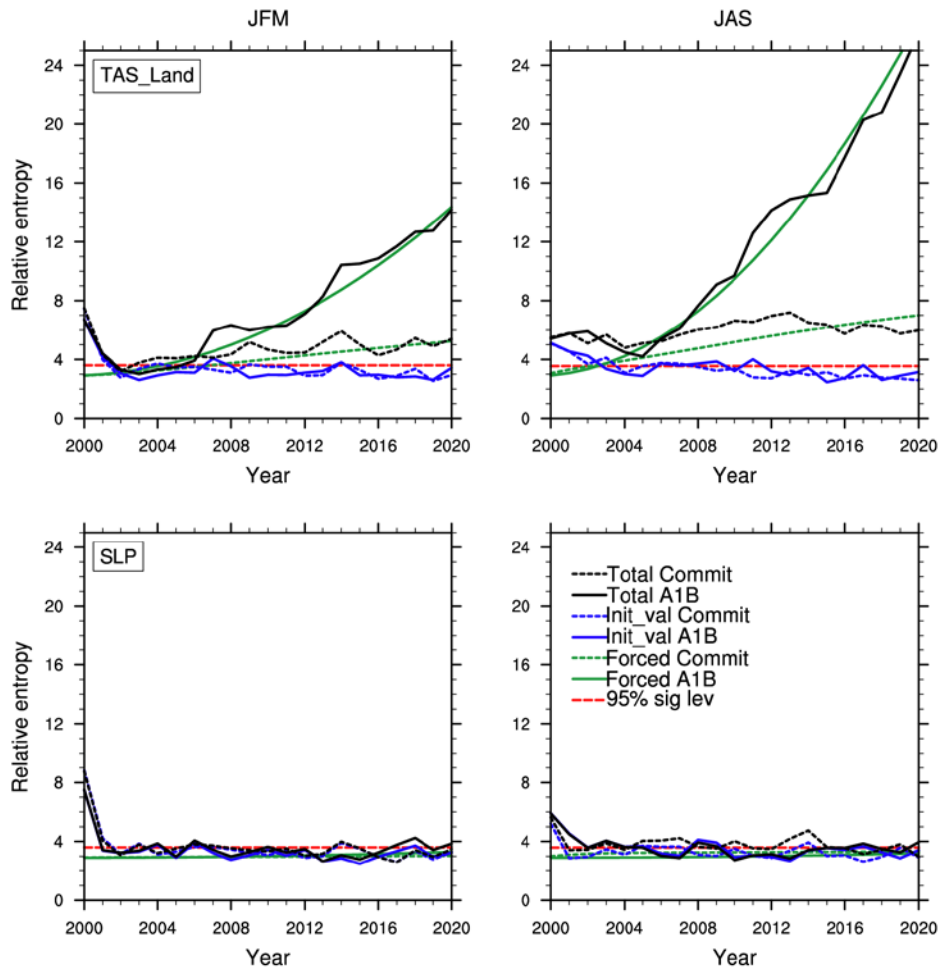 JFM
JAS
TAS_Land
Relative entropy
24
20
16
12
8
4
0
2000 2004 2008 2012 2016 2020
Year
24
20
16
12
8
4
0
2000 2004 2008 2012 2016 2020
Year
SLP
Relative entropy
24
20
16
12
8
4
0
2000 2004 2008 2012 2016 2020
Year
24
20
16
12
8
4
0
Total Commit
Total A1B
Init_val Commit
Init_val A1B
Forced Commit
Forced A1B
95% sig lev
2000 2004 2008 2012 2016 2020
Year